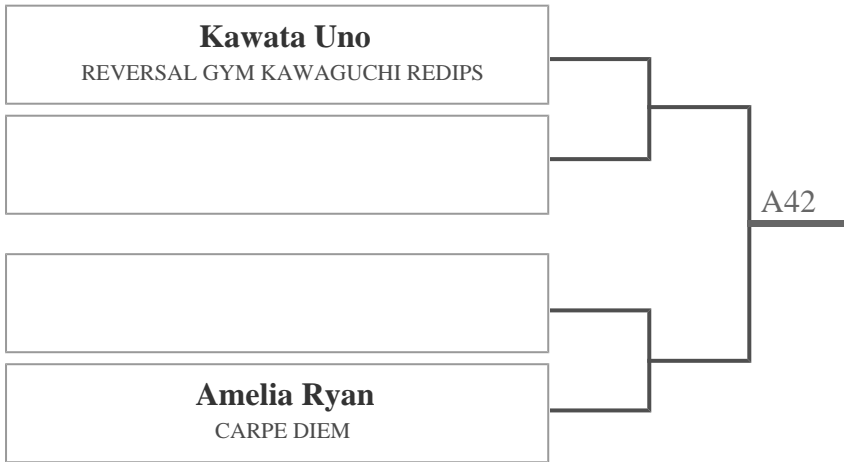 Kawata Uno
REVERSAL GYM KAWAGUCHI REDIPS
A42
Amelia Ryan
CARPE DIEM